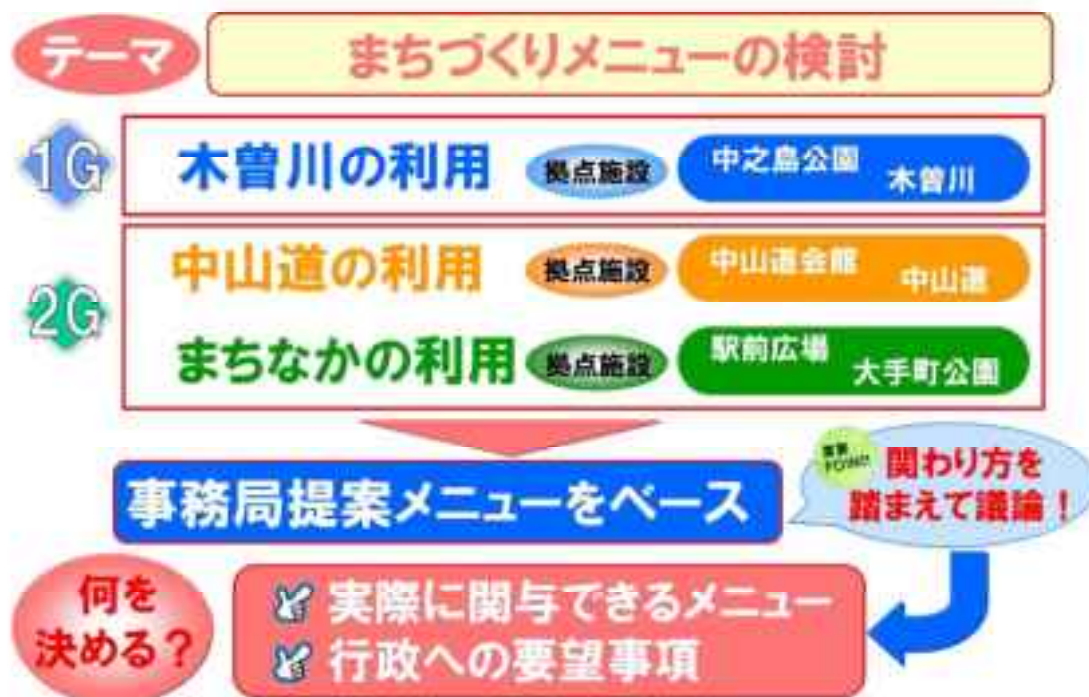 テーマ
まちづくりメニューの検討
1G
木曽川の利用
拠点施設
中之島公園
木曽川
2G
中山道の利用
拠点施設
中山道会館
中山道
まちなかの利用
拠点施設
駅前広場
大手町公園
事務局提案メニューをベース
POINT
関わり方を
踏まえて議論！
何を
決める？
実際に関与できるメニュー
行政への要望事項